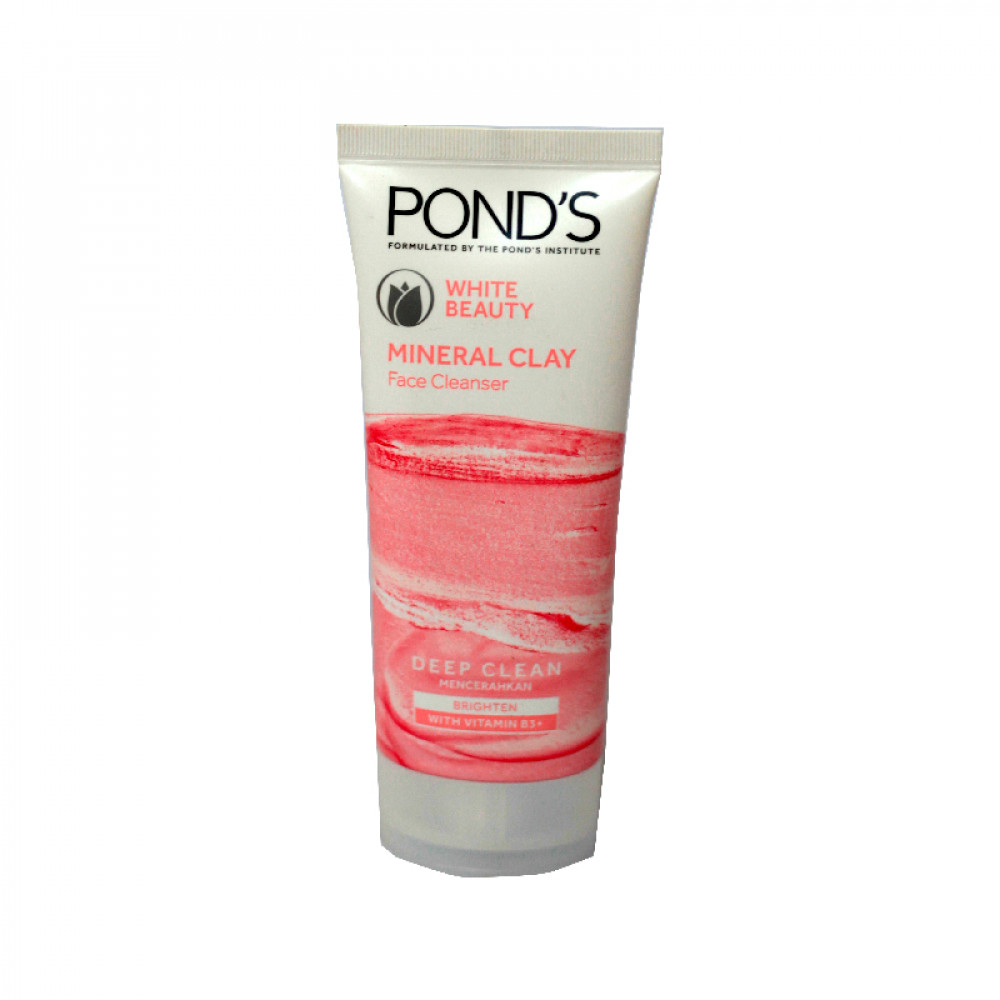 POND'S
FORMULATED BY THE POND'S INSTITUTE
WHITE
BEAUTY
MINERAL CLAY
Face Cleanser
DEEP CLEAN
MENCERAHKAN
BRIGHTEN
WITH VITAMIN B3+